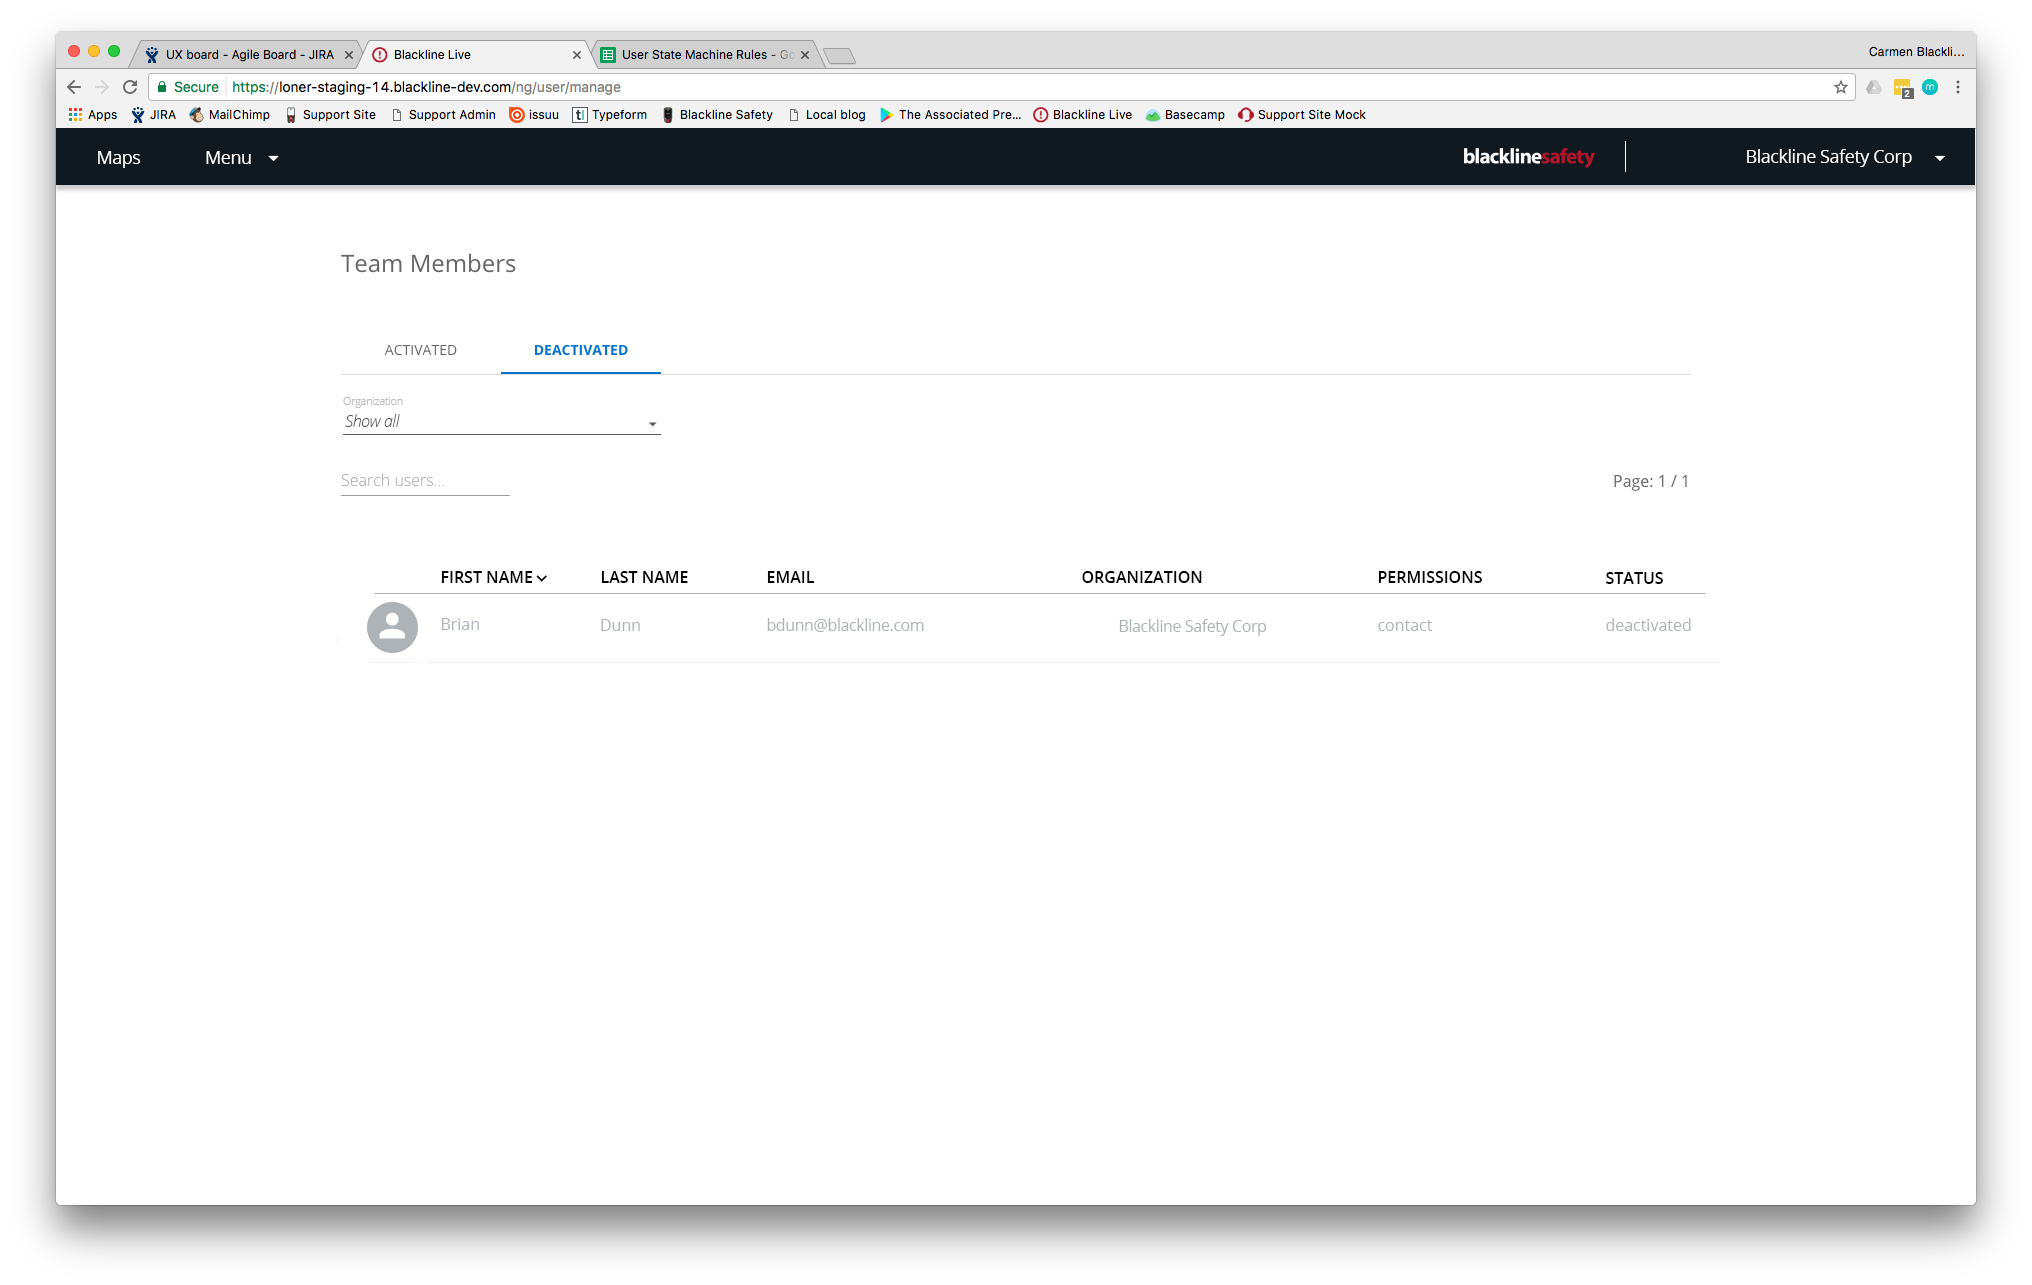 UX board - Agile Board - JIRA Blackline Live User State Machine Rules - Go Carmen Blackli...
Secure https://loner-staging-14.blackline-dev.com/ng/user/manage 2 m
Apps JIRA MailChimp Support Site Support Admin issuu Typeform Blackline Safety Local blog The Associated Pre... Blackline Live Basecamp Support Site Mock
Maps Menu blacklinesafety Blackline Safety Corp
Team Members
ACTIVATED DEACTIVATED
Organization
Show all
Search users... Page: 1 / 1
FIRST NAME LAST NAME EMAIL ORGANIZATION PERMISSIONS STATUS
Brian Dunn bdunn@blackline.com Blackline Safety Corp contact deactivated